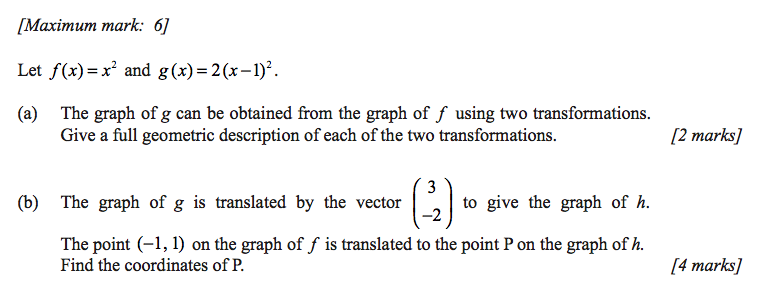 [Maximum mark: 6]
Let f(x) = x² and g(x) = 2(x−1)².
(a) The graph of g can be obtained from the graph of f using two transformations.
Give a full geometric description of each of the two transformations. [2 marks]
(b) The graph of g is translated by the vector (3 −2) to give the graph of h.
The point (−1, 1) on the graph of f is translated to the point P on the graph of h.
Find the coordinates of P. [4 marks]